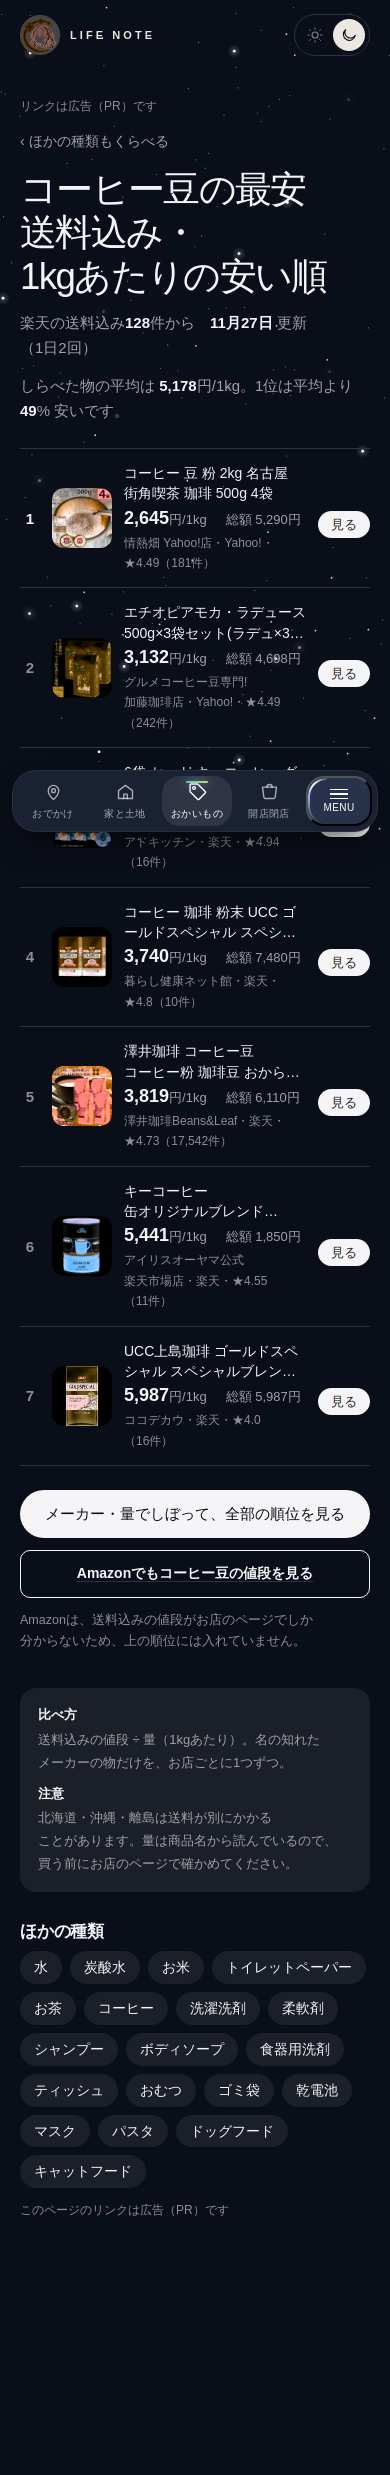 LIFE NOTE
リンクは広告（PR）です
‹ ほかの種類もくらべる
コーヒー豆の最安
送料込み・
1kgあたりの安い順
楽天の送料込み128件から　11月27日 更新
（1日2回）
しらべた物の平均は 5,178円/1kg。1位は平均より
49% 安いです。
1
コーヒー 豆 粉 2kg 名古屋
街角喫茶 珈琲 500g 4袋
2,645円/1kg 総額 5,290円
情熱畑 Yahoo!店・Yahoo!・
★4.49（181件）
見る
2
エチオピアモカ・ラデュース
500g×3袋セット(ラデュ×3…
3,132円/1kg 総額 4,698円
グルメコーヒー豆専門!
加藤珈琲店・Yahoo!・★4.49
（242件）
見る
おでかけ
家と土地
おかいもの
開店閉店
MENU
アドキッチン・楽天・★4.94
（16件）
4
コーヒー 珈琲 粉末 UCC ゴ
ールドスペシャル スペシ…
3,740円/1kg 総額 7,480円
暮らし健康ネット館・楽天・
★4.8（10件）
見る
5
澤井珈琲 コーヒー豆
コーヒー粉 珈琲豆 おから…
3,819円/1kg 総額 6,110円
澤井珈琲Beans&Leaf・楽天・
★4.73（17,542件）
見る
6
キーコーヒー
缶オリジナルブレンド…
5,441円/1kg 総額 1,850円
アイリスオーヤマ公式
楽天市場店・楽天・★4.55
（11件）
見る
7
UCC上島珈琲 ゴールドスペ
シャル スペシャルブレン…
5,987円/1kg 総額 5,987円
ココデカウ・楽天・★4.0
（16件）
見る
メーカー・量でしぼって、全部の順位を見る
Amazonでもコーヒー豆の値段を見る
Amazonは、送料込みの値段がお店のページでしか
分からないため、上の順位には入れていません。
比べ方
送料込みの値段 ÷ 量（1kgあたり）。名の知れた
メーカーの物だけを、お店ごとに1つずつ。
注意
北海道・沖縄・離島は送料が別にかかる
ことがあります。量は商品名から読んでいるので、
買う前にお店のページで確かめてください。
ほかの種類
水 炭酸水 お米 トイレットペーパー
お茶 コーヒー 洗濯洗剤 柔軟剤
シャンプー ボディソープ 食器用洗剤
ティッシュ おむつ ゴミ袋 乾電池
マスク パスタ ドッグフード
キャットフード
このページのリンクは広告（PR）です